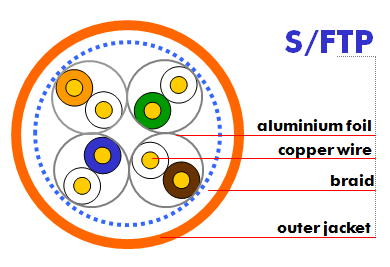 S/FTP
aluminium foil
copper wire
braid
outer jacket